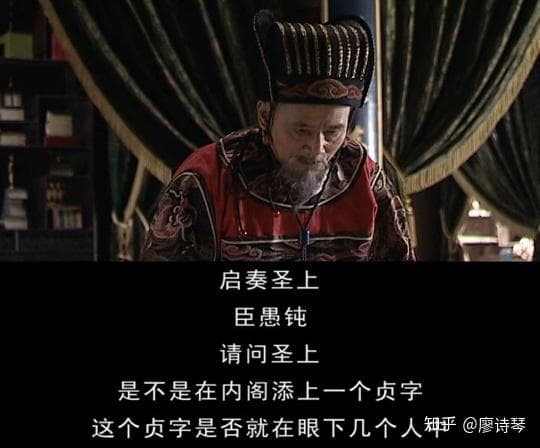 启奏圣上
臣愚钝
请问圣上
是不是在内阁添上一个贞字
这个贞字是否就在眼下几个人
知乎 @廖诗琴